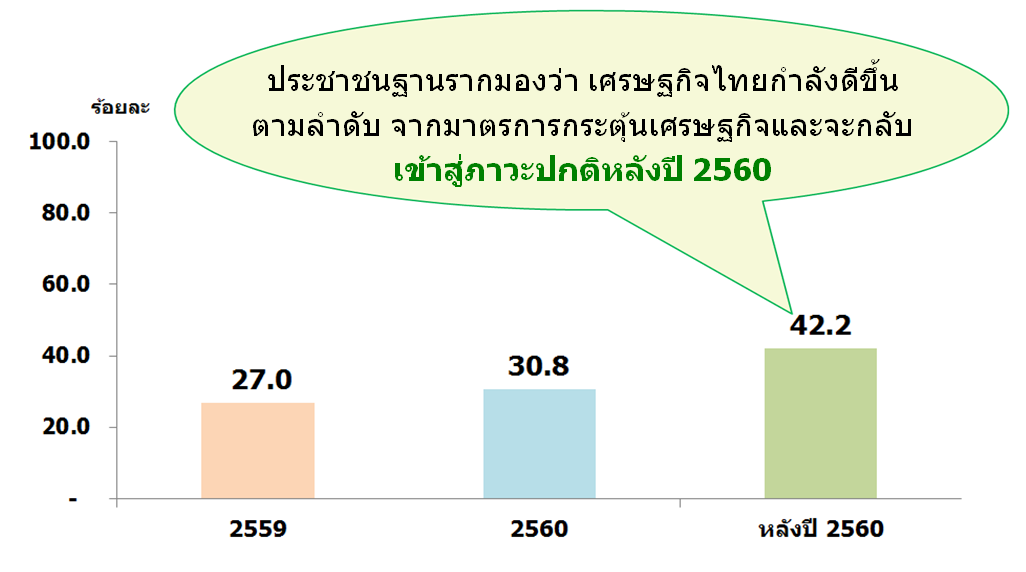 ประชาชนฐานรากมองว่า เศรษฐกิจไทยกำลังดีขึ้น
ตามลำดับ จากมาตรการกระตุ้นเศรษฐกิจและจะกลับ
เข้าสู่ภาวะปกติหลังปี 2560
ร้อยละ
100.0
80.0
60.0
40.0
20.0
-
27.0
30.8
42.2
2559
2560
หลังปี 2560